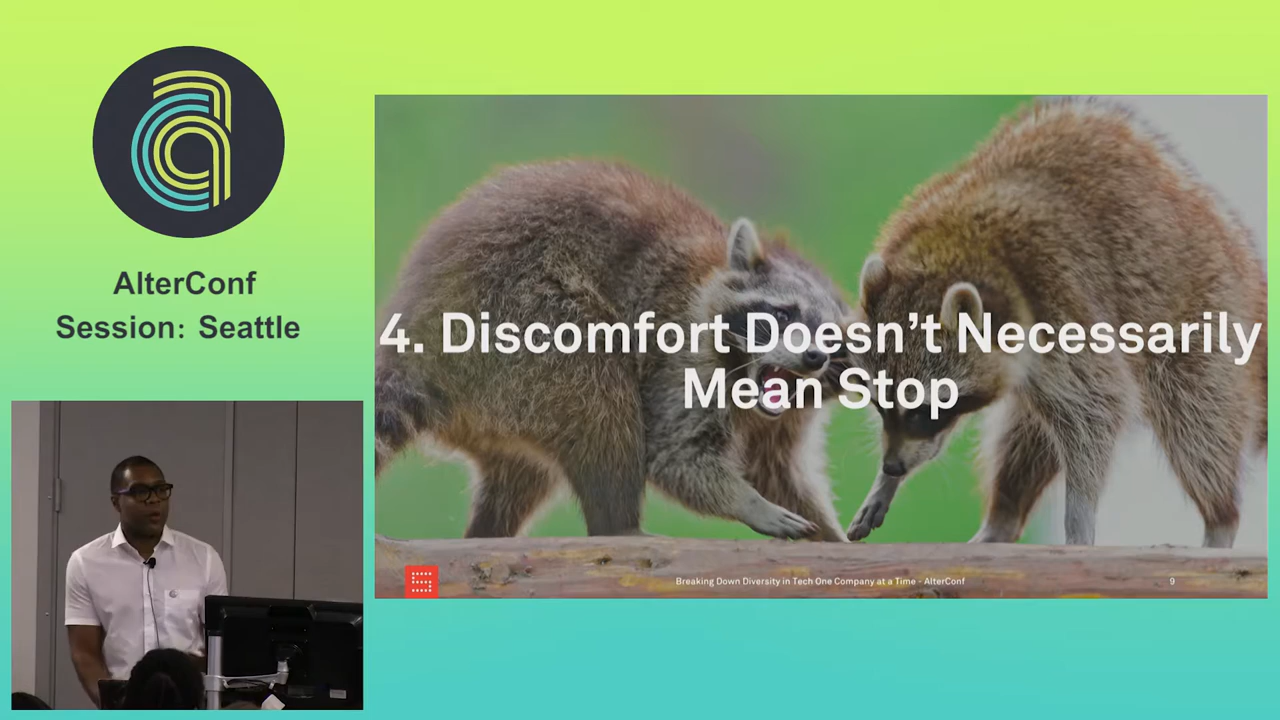 AlterConf
Session: Seattle
4. Discomfort Doesn't Necessarily
Mean Stop
Breaking Down Diversity in Tech One Company at a Time - AlterConf
9